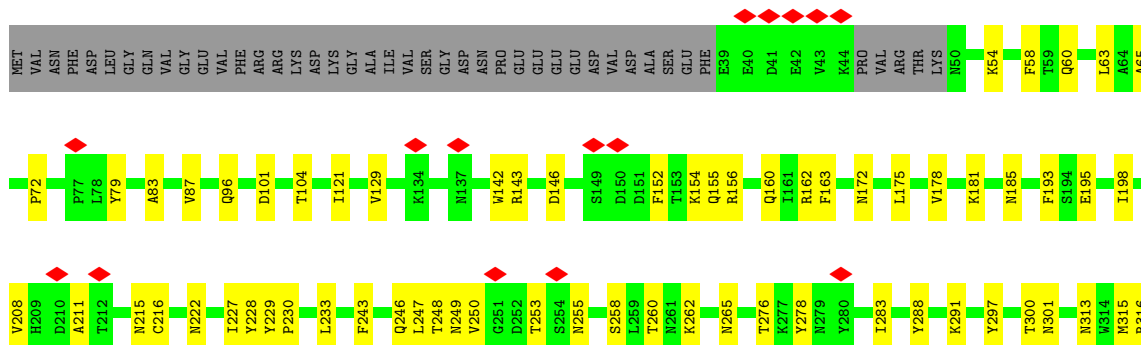 MET VAL ASN PHE ASP LEU GLY GLN VAL GLY GLU VAL PHE ARG ARG LYS ASP LYS GLY ALA ILE VAL SER GLY ASP ASN PRO GLU GLU GLU GLU ASP VAL ASP ALA SER GLU PHE E39 E40 D41 E42 V43 K44 PRO VAL ARG THR LYS N50 K54 F58 T59 Q60 L63 A64 A65
P72 P77 L78 Y79 A83 V87 Q96 D101 T104 I121 V129 K134 N137 W142 R143 D146 S149 D150 D151 F152 T153 K154 Q155 R156 Q160 I161 R162 F163 N172 L175 V178 K181 N185 F193 S194 E195 I198
V208 H209 D210 A211 T212 N215 C216 N222 I227 Y228 Y229 P230 L233 F243 Q246 L247 T248 N249 V250 G251 D252 T253 S254 N255 S258 L259 T260 N261 K262 N265 T276 K277 Y278 N279 Y280 I283 Y288 K291 Y297 T300 N301 N313 W314 M315 R316